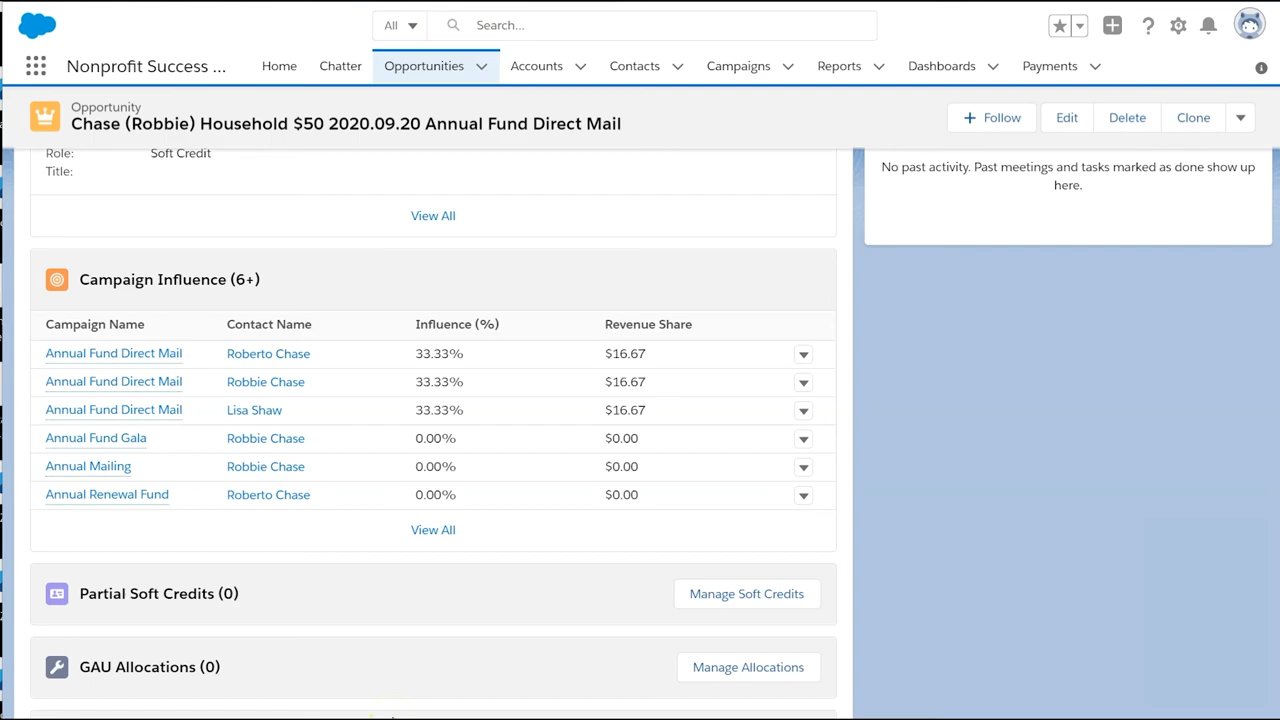 All
Search...
Nonprofit Success ...
Home
Chatter
Opportunities
Accounts
Contacts
Campaigns
Reports
Dashboards
Payments
Opportunity
Chase (Robbie) Household $50 2020.09.20 Annual Fund Direct Mail
Follow
Edit
Delete
Clone
Role: Soft Credit
Title:
View All
No past activity. Past meetings and tasks marked as done show up
here.
Campaign Influence (6+)
Campaign Name Contact Name Influence (%) Revenue Share
Annual Fund Direct Mail Roberto Chase 33.33% $16.67
Annual Fund Direct Mail Robbie Chase 33.33% $16.67
Annual Fund Direct Mail Lisa Shaw 33.33% $16.67
Annual Fund Gala Robbie Chase 0.00% $0.00
Annual Mailing Robbie Chase 0.00% $0.00
Annual Renewal Fund Roberto Chase 0.00% $0.00
View All
Partial Soft Credits (0)
Manage Soft Credits
GAU Allocations (0)
Manage Allocations